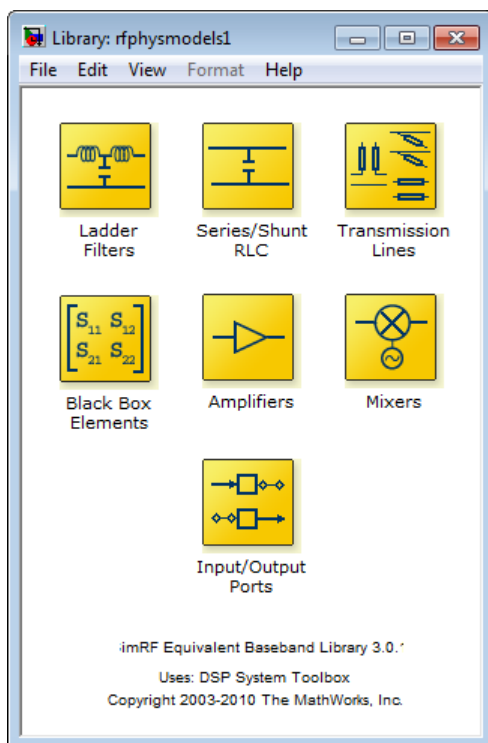 Library: rfphysmodels1
File Edit View Format Help
Ladder Filters
Series/Shunt RLC
Transmission Lines
S11 S12
S21 S22
Black Box Elements
Amplifiers
Mixers
Input/Output Ports
imRF Equivalent Baseband Library 3.0.
Uses: DSP System Toolbox
Copyright 2003-2010 The MathWorks, Inc.